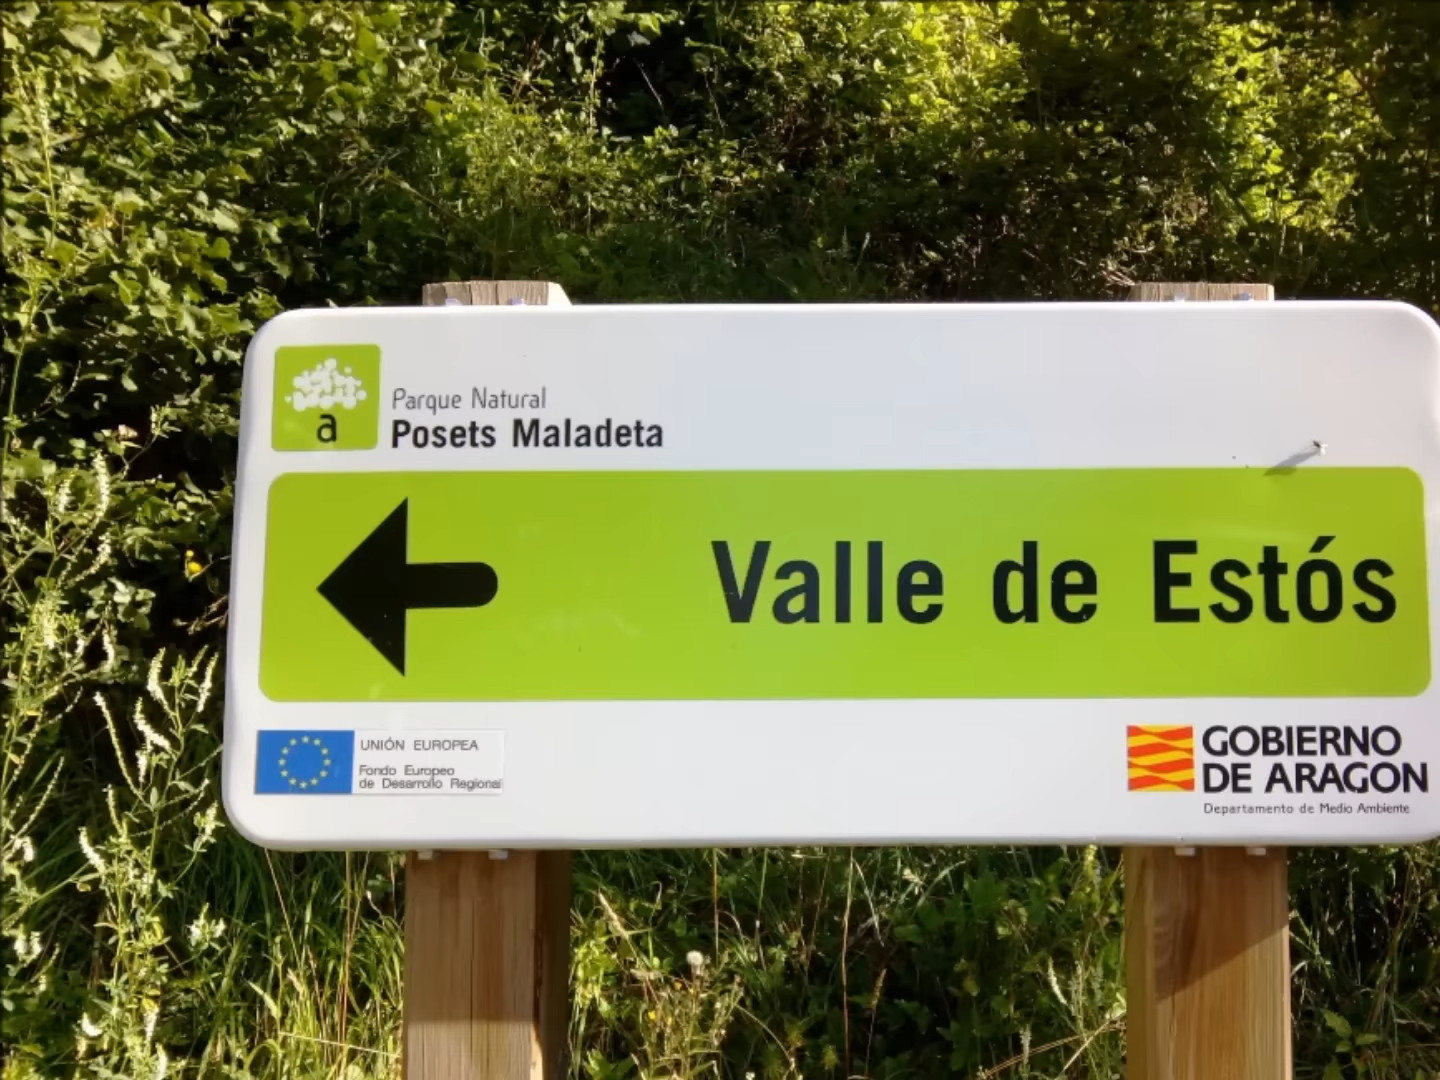 a
Parque Natural
Posets Maladeta
Valle de Estós
UNIÓN EUROPEA
Fondo Europeo
de Desarrollo Regional
GOBIERNO
DE ARAGON
Departamento de Medio Ambiente